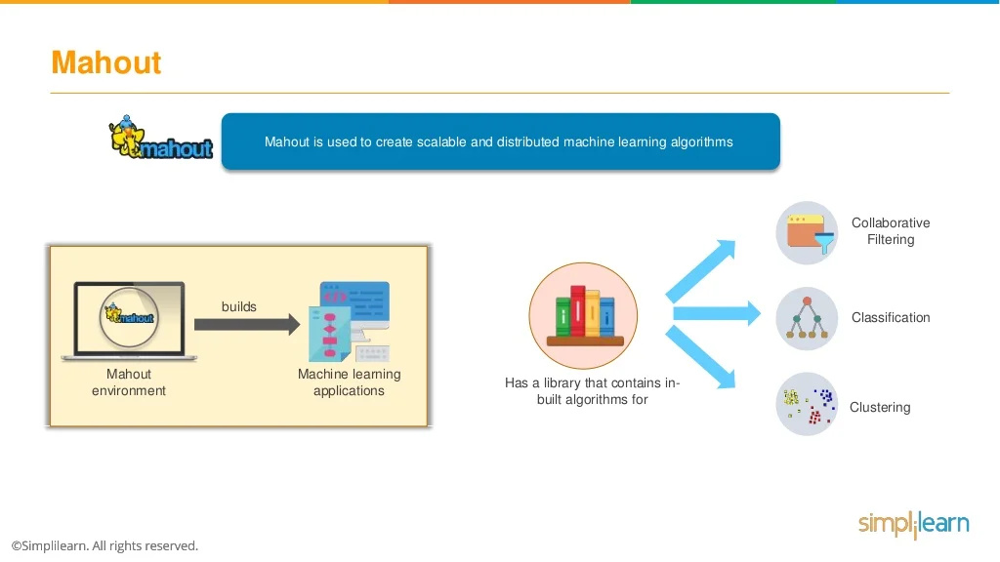 Mahout
mahout
Mahout is used to create scalable and distributed machine learning algorithms
Collaborative
Filtering
mahout
builds
Classification
Mahout
environment
Machine learning
applications
Has a library that contains in-
built algorithms for
Clustering
simplilearn
©Simplilearn. All rights reserved.